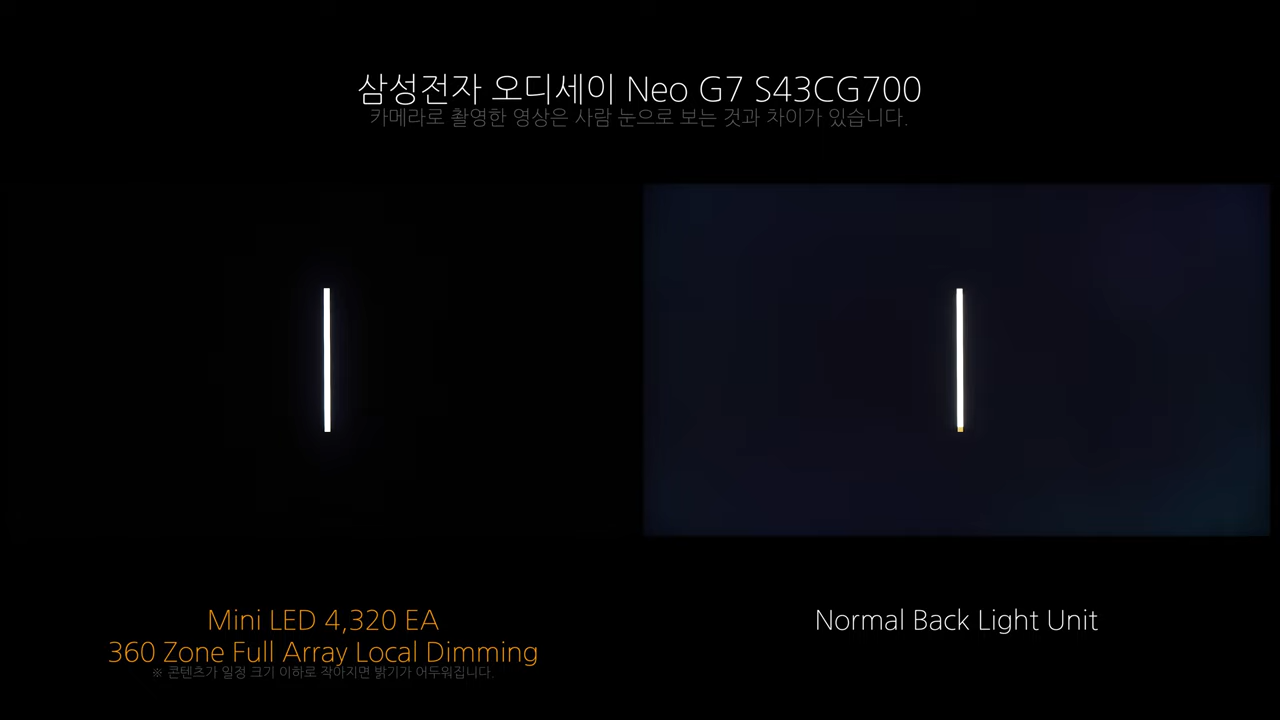 삼성전자 오디세이 Neo G7 S43CG700
카메라로 촬영한 영상은 사람 눈으로 보는 것과 차이가 있습니다.
Mini LED 4,320 EA
360 Zone Full Array Local Dimming
※ 콘텐츠가 일정 크기 이하로 작아지면 밝기가 어두워집니다.
Normal Back Light Unit